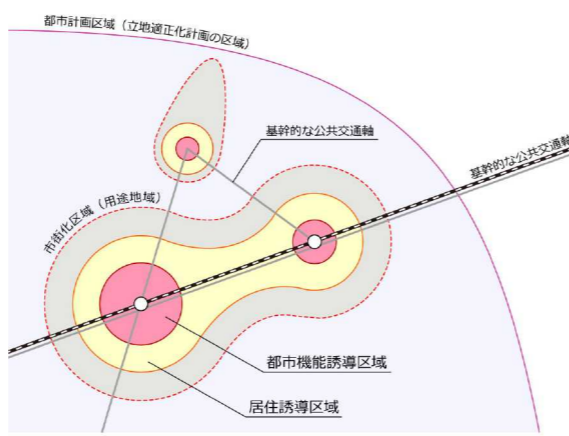 都市計画区域（立地適正化計画の区域）
基幹的な公共交通軸
基幹的な公共交通軸
市街化区域（用途地域）
都市機能誘導区域
居住誘導区域